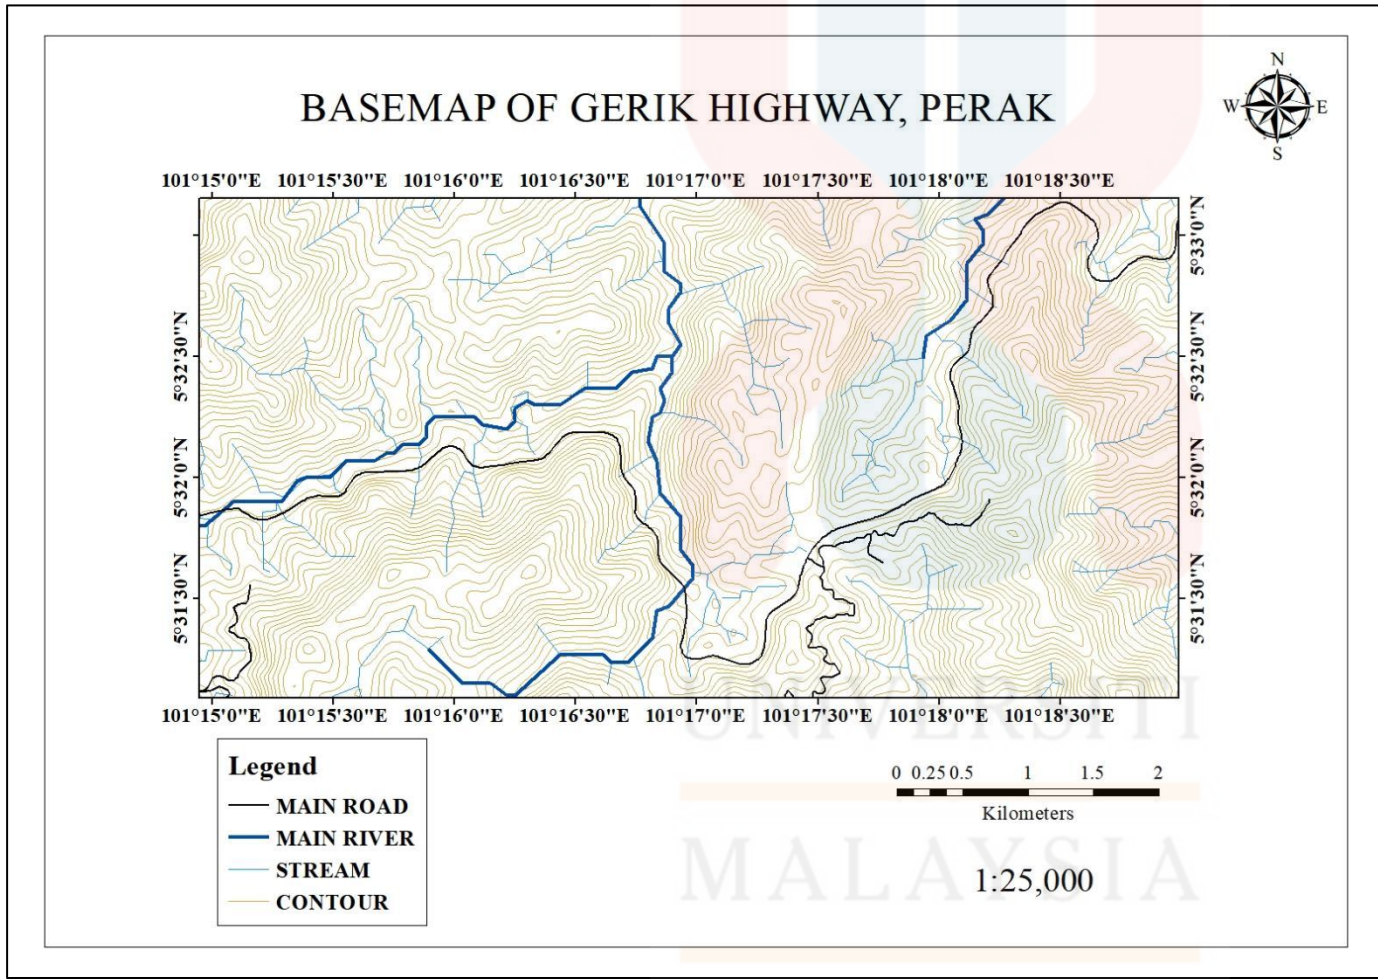 N
W E
S
BASEMAP OF GERIK HIGHWAY, PERAK
101°15'0"E 101°15'30"E 101°16'0"E 101°16'30"E 101°17'0"E 101°17'30"E 101°18'0"E 101°18'30"E
5°33'0"N
5°32'30"N 5°32'30"N
5°32'0"N 5°32'0"N
5°31'30"N 5°31'30"N
101°15'0"E 101°15'30"E 101°16'0"E 101°16'30"E 101°17'0"E 101°17'30"E 101°18'0"E 101°18'30"E
UNIVERSITI
Legend
MAIN ROAD
MAIN RIVER
STREAM
CONTOUR
0 0.25 0.5 1 1.5 2
Kilometers
MALAYSIA
1:25,000